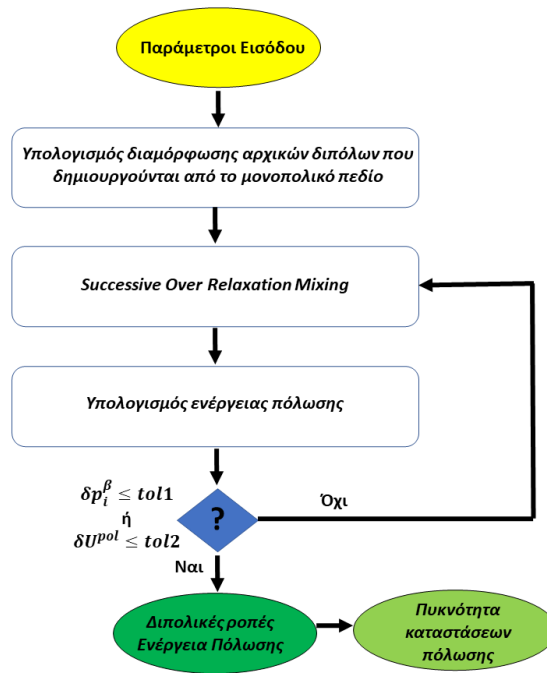 Παράμετροι Εισόδου
Υπολογισμός διαμόρφωσης αρχικών διπόλων που
δημιουργούνται από το μονοπολικό πεδίο
Successive Over Relaxation Mixing
Υπολογισμός ενέργειας πόλωσης
δp_i^β ≤ tol1
ή
δU^{pol} ≤ tol2
?
Όχι
Ναι
Διπολικές ροπές
Ενέργεια Πόλωσης
Πυκνότητα
καταστάσεων
πόλωσης